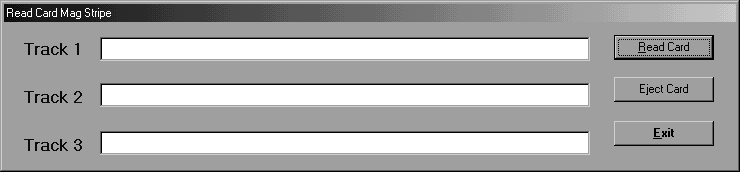 Read Card Mag Stripe
Track 1
Read Card
Track 2
Eject Card
Track 3
Exit